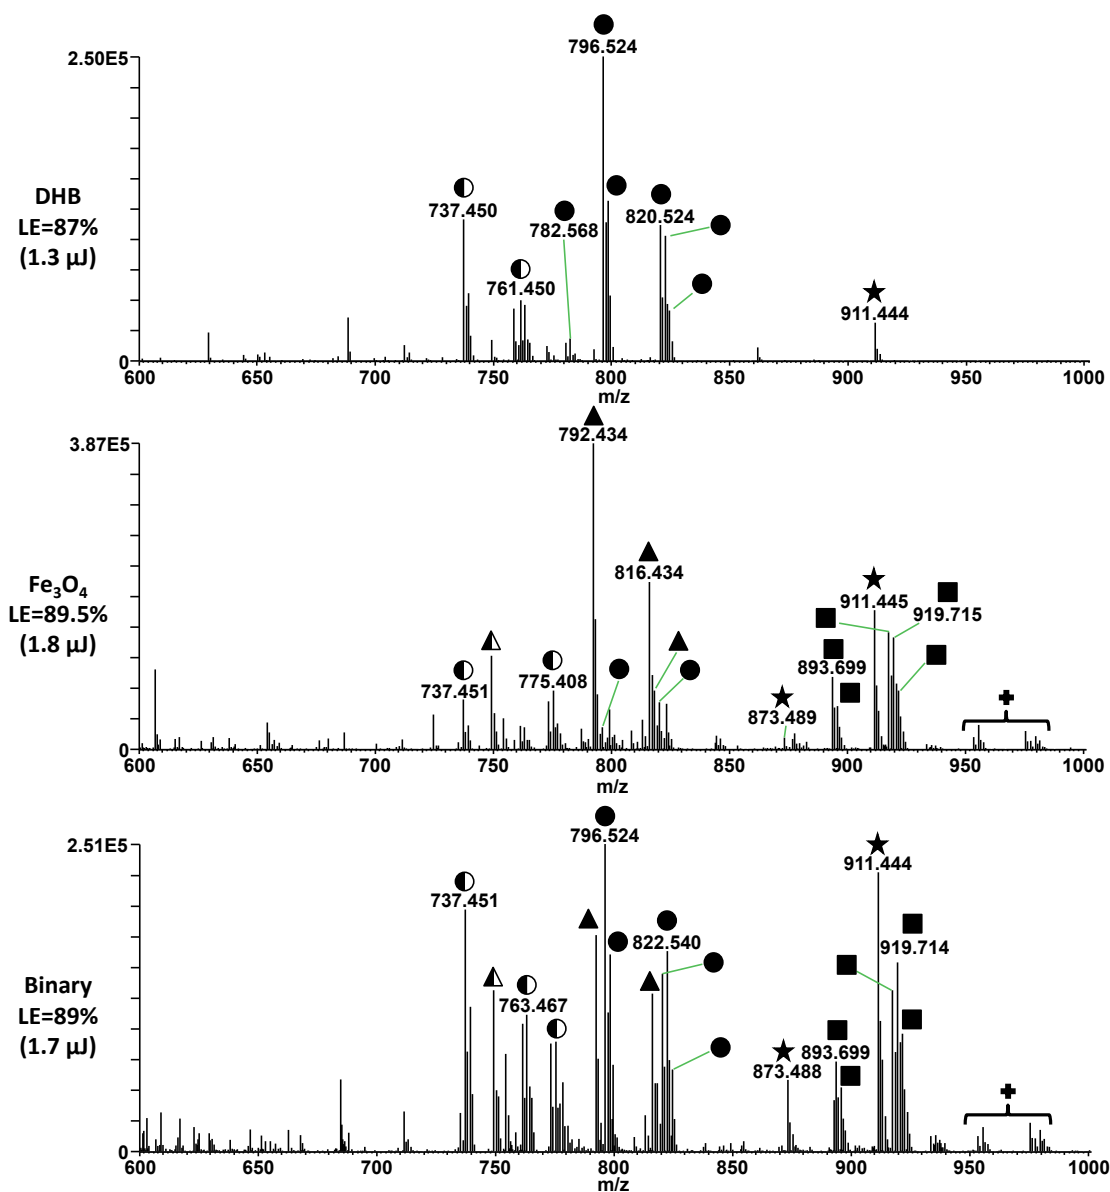 796.524
2.50E5
737.450
782.568
820.524
DHB
LE=87%
(1.3 µJ)
761.450
911.444
0
600 650 700 750 800 850 900 950 1000
m/z
792.434
3.87E5
816.434
Fe₃O₄
LE=89.5%
(1.8 µJ)
911.445
919.715
893.699
737.451
775.408
873.489
0
600 650 700 750 800 850 900 950 1000
m/z
796.524
2.51E5
911.444
737.451
822.540
919.714
Binary
LE=89%
(1.7 µJ)
763.467
893.699
873.488
0
600 650 700 750 800 850 900 950 1000
m/z